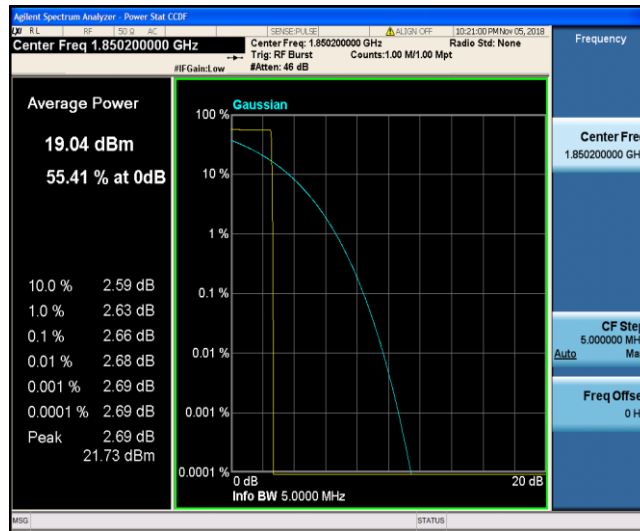 Agilent Spectrum Analyzer - Power Stat CCDF
RL RF 50 Ω AC SENSE:PULSE ALIGN OFF 10:21:00 PM Nov 05, 2018
Center Freq 1.850200000 GHz
Center Freq: 1.850200000 GHz Radio Std: None
Trig: RF Burst Counts:1.00 M/1.00 Mpt
#IFGain:Low #Atten: 46 dB
Frequency
Average Power
19.04 dBm
55.41 % at 0dB
10.0 % 2.59 dB
1.0 % 2.63 dB
0.1 % 2.66 dB
0.01 % 2.68 dB
0.001 % 2.69 dB
0.0001 % 2.69 dB
Peak 2.69 dB
21.73 dBm
Gaussian
100 %
10 %
1 %
0.1 %
0.01 %
0.001 %
0.0001 %
0 dB 20 dB
Info BW 5.0000 MHz
Center Fre
1.850200000 GH
CF Step
5.000000 MH
Auto Ma
Freq Offse
0 H
MSG STATUS